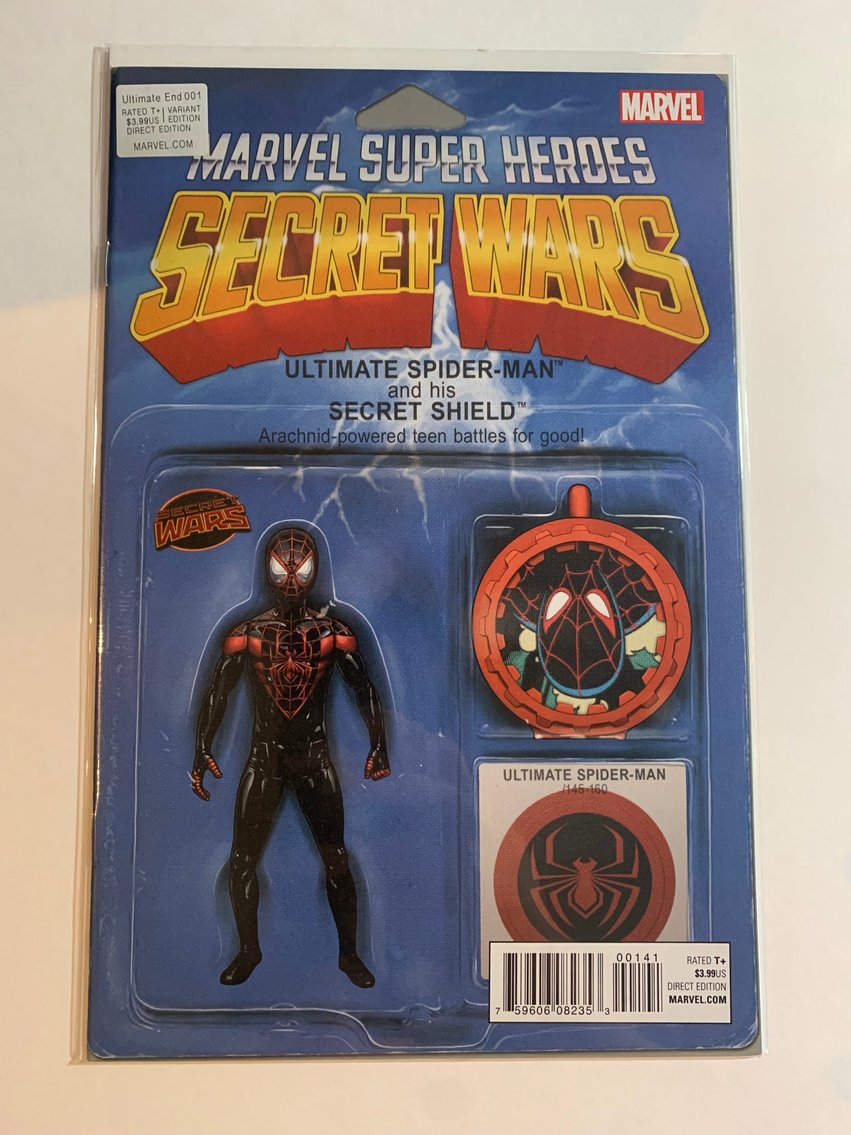 Ultimate End 001
RATED T+ VARIANT
$3.99US EDITION
DIRECT EDITION
MARVEL.COM
MARVEL
MARVEL SUPER HEROES
SECRET WARS
ULTIMATE SPIDER-MAN™
and his
SECRET SHIELD™
Arachnid-powered teen battles for good!
SECRET
WARS
ULTIMATE SPIDER-MAN
/145-160
00141
7 59606 08235 3
RATED T+
$3.99US
DIRECT EDITION
MARVEL.COM